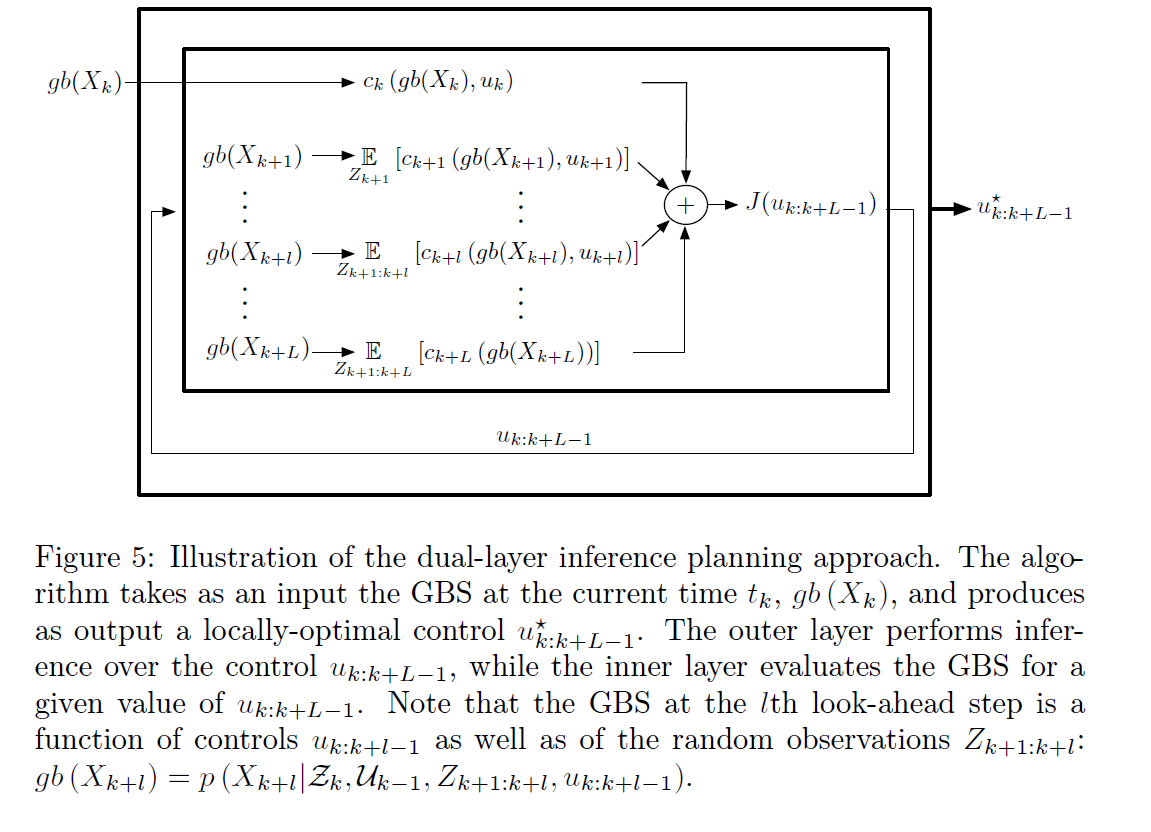 gb(X_k) c_k (gb(X_k), u_k)
gb(X_{k+1}) 𝔼_{Z_{k+1}} [c_{k+1} (gb(X_{k+1}), u_{k+1})]
⋮ ⋮
+ J(u_{k:k+L−1}) u^⋆_{k:k+L−1}
gb(X_{k+l}) 𝔼_{Z_{k+1:k+l}} [c_{k+l} (gb(X_{k+l}), u_{k+l})]
⋮ ⋮
gb(X_{k+L}) 𝔼_{Z_{k+1:k+L}} [c_{k+L} (gb(X_{k+L}))]
u_{k:k+L−1}
Figure 5: Illustration of the dual-layer inference planning approach. The algo-
rithm takes as an input the GBS at the current time t_k, gb (X_k), and produces
as output a locally-optimal control u^⋆_{k:k+L−1}. The outer layer performs infer-
ence over the control u_{k:k+L−1}, while the inner layer evaluates the GBS for a
given value of u_{k:k+L−1}. Note that the GBS at the lth look-ahead step is a
function of controls u_{k:k+l−1} as well as of the random observations Z_{k+1:k+l}:
gb (X_{k+l}) = p (X_{k+l}|𝒵_k, 𝒰_{k−1}, Z_{k+1:k+l}, u_{k:k+l−1}).